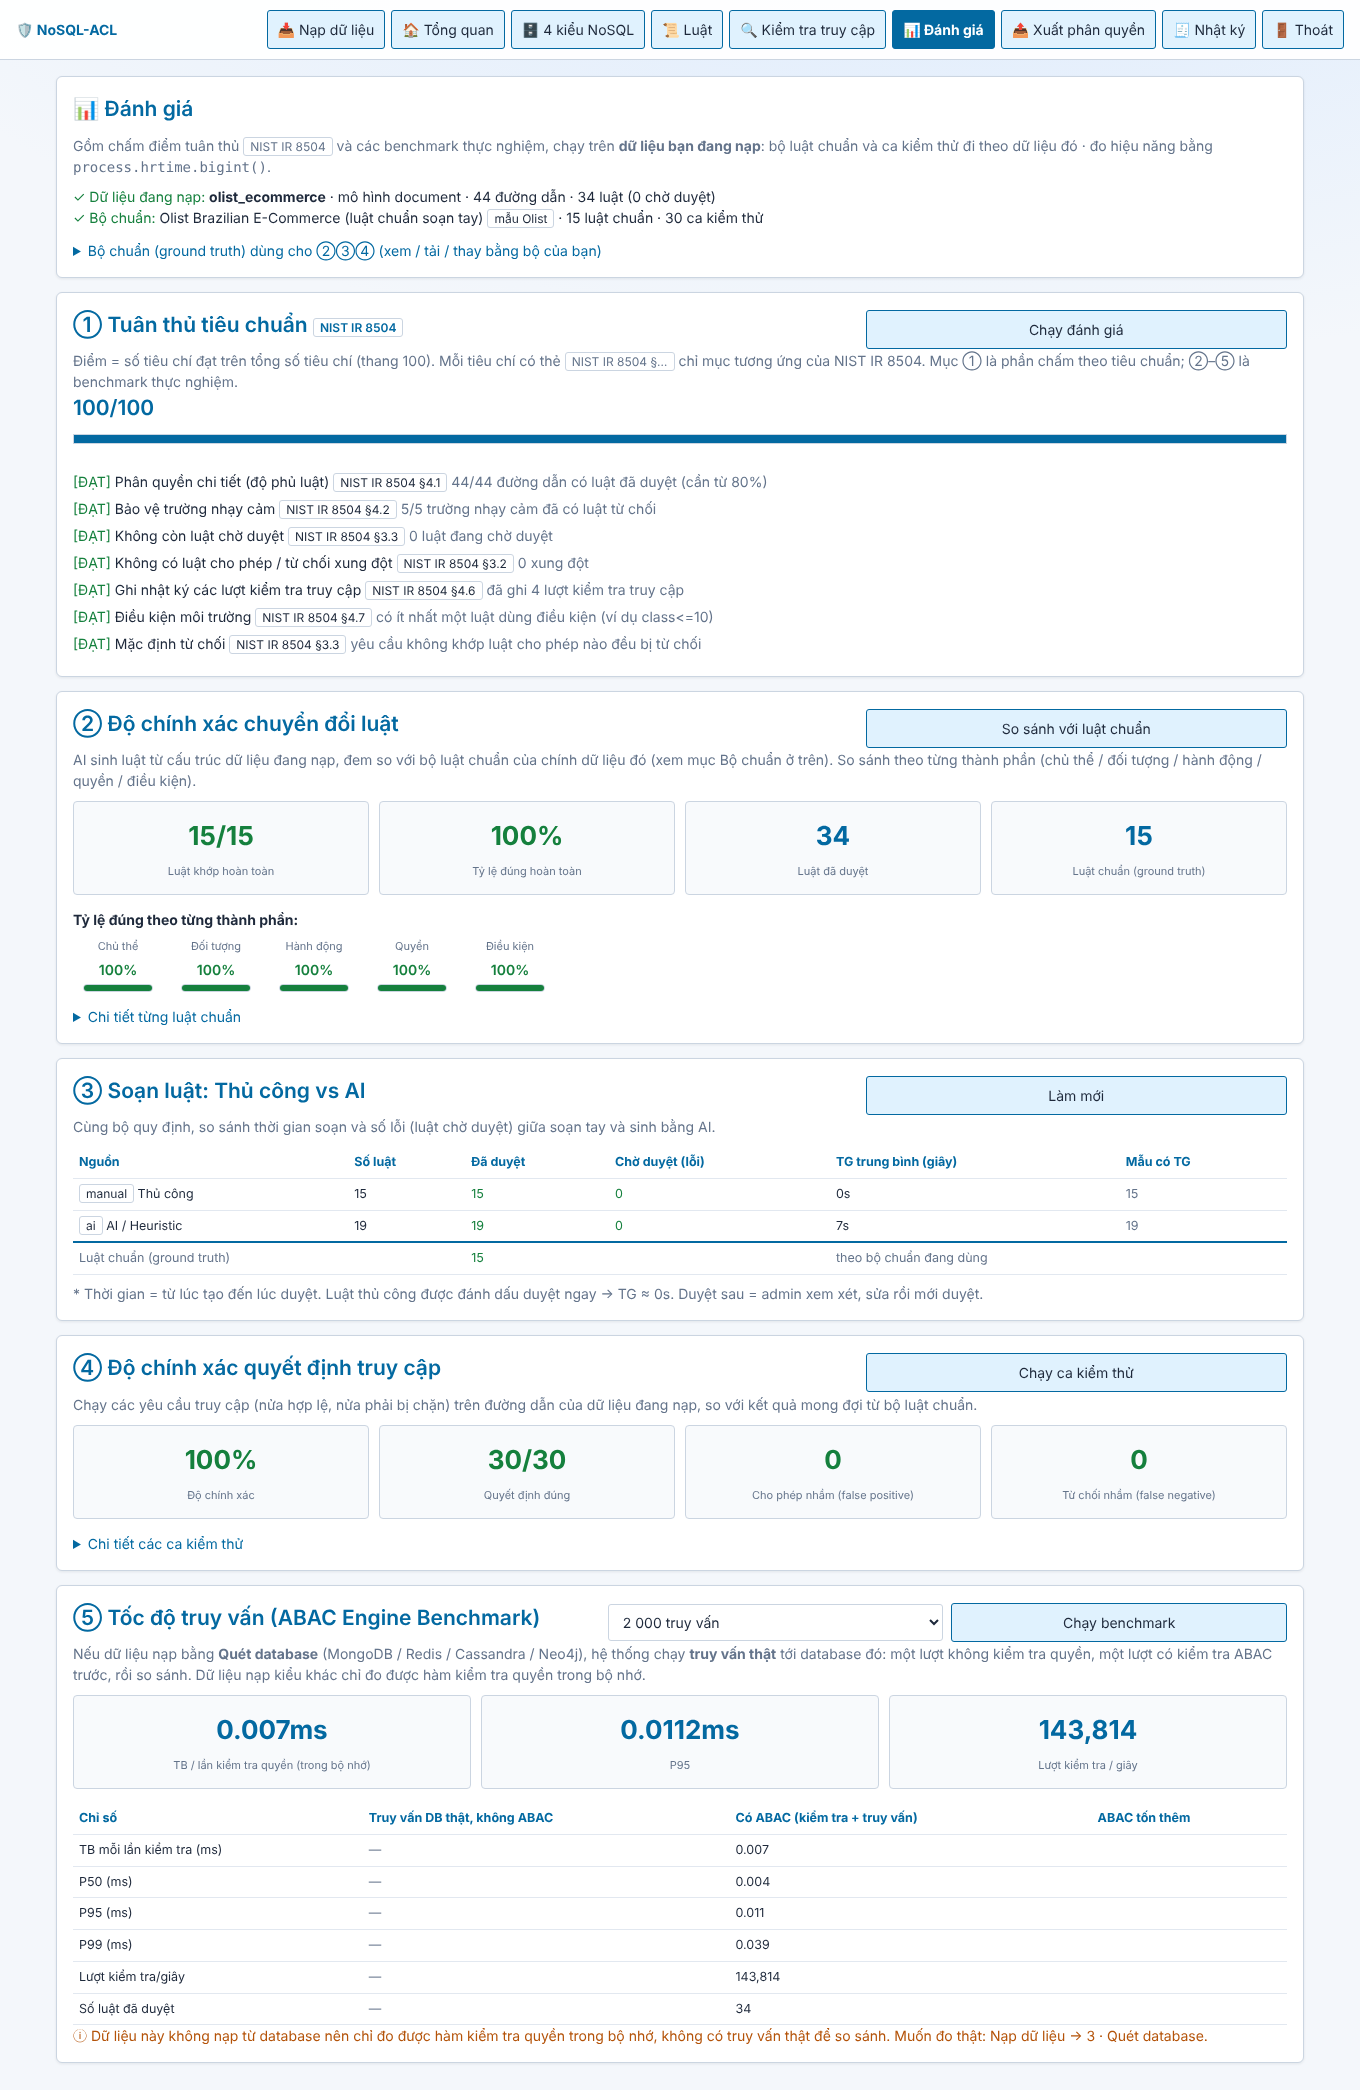 🛡️ NoSQL-ACL
📥 Nạp dữ liệu
🏠 Tổng quan
🗄️ 4 kiểu NoSQL
📜 Luật
🔍 Kiểm tra truy cập
📊 Đánh giá
📤 Xuất phân quyền
🧾 Nhật ký
🚪 Thoát
📊 Đánh giá
Gồm chấm điểm tuân thủ NIST IR 8504 và các benchmark thực nghiệm, chạy trên dữ liệu bạn đang nạp: bộ luật chuẩn và ca kiểm thử đi theo dữ liệu đó · đo hiệu năng bằng
process.hrtime.bigint().
✓ Dữ liệu đang nạp: olist_ecommerce · mô hình document · 44 đường dẫn · 34 luật (0 chờ duyệt)
✓ Bộ chuẩn: Olist Brazilian E-Commerce (luật chuẩn soạn tay) mẫu Olist · 15 luật chuẩn · 30 ca kiểm thử
▶ Bộ chuẩn (ground truth) dùng cho ②③④ (xem / tải / thay bằng bộ của bạn)
① Tuân thủ tiêu chuẩn NIST IR 8504
Chạy đánh giá
Điểm = số tiêu chí đạt trên tổng số tiêu chí (thang 100). Mỗi tiêu chí có thẻ NIST IR 8504 §... chỉ mục tương ứng của NIST IR 8504. Mục ① là phần chấm theo tiêu chuẩn; ②–⑤ là
benchmark thực nghiệm.
100/100
[ĐẠT] Phân quyền chi tiết (độ phủ luật) NIST IR 8504 §4.1 44/44 đường dẫn có luật đã duyệt (cần từ 80%)
[ĐẠT] Bảo vệ trường nhạy cảm NIST IR 8504 §4.2 5/5 trường nhạy cảm đã có luật từ chối
[ĐẠT] Không còn luật chờ duyệt NIST IR 8504 §3.3 0 luật đang chờ duyệt
[ĐẠT] Không có luật cho phép / từ chối xung đột NIST IR 8504 §3.2 0 xung đột
[ĐẠT] Ghi nhật ký các lượt kiểm tra truy cập NIST IR 8504 §4.6 đã ghi 4 lượt kiểm tra truy cập
[ĐẠT] Điều kiện môi trường NIST IR 8504 §4.7 có ít nhất một luật dùng điều kiện (ví dụ class<=10)
[ĐẠT] Mặc định từ chối NIST IR 8504 §3.3 yêu cầu không khớp luật cho phép nào đều bị từ chối
② Độ chính xác chuyển đổi luật
So sánh với luật chuẩn
AI sinh luật từ cấu trúc dữ liệu đang nạp, đem so với bộ luật chuẩn của chính dữ liệu đó (xem mục Bộ chuẩn ở trên). So sánh theo từng thành phần (chủ thể / đối tượng / hành động /
quyền / điều kiện).
15/15
Luật khớp hoàn toàn
100%
Tỷ lệ đúng hoàn toàn
34
Luật đã duyệt
15
Luật chuẩn (ground truth)
Tỷ lệ đúng theo từng thành phần:
Chủ thể Đối tượng Hành động Quyền Điều kiện
100% 100% 100% 100% 100%
▶ Chi tiết từng luật chuẩn
③ Soạn luật: Thủ công vs AI
Làm mới
Cùng bộ quy định, so sánh thời gian soạn và số lỗi (luật chờ duyệt) giữa soạn tay và sinh bằng AI.
Nguồn Số luật Đã duyệt Chờ duyệt (lỗi) TG trung bình (giây) Mẫu có TG
manual Thủ công 15 15 0 0s 15
ai AI / Heuristic 19 19 0 7s 19
Luật chuẩn (ground truth) 15 theo bộ chuẩn đang dùng
* Thời gian = từ lúc tạo đến lúc duyệt. Luật thủ công được đánh dấu duyệt ngay → TG ≈ 0s. Duyệt sau = admin xem xét, sửa rồi mới duyệt.
④ Độ chính xác quyết định truy cập
Chạy ca kiểm thử
Chạy các yêu cầu truy cập (nửa hợp lệ, nửa phải bị chặn) trên đường dẫn của dữ liệu đang nạp, so với kết quả mong đợi từ bộ luật chuẩn.
100%
Độ chính xác
30/30
Quyết định đúng
0
Cho phép nhầm (false positive)
0
Từ chối nhầm (false negative)
▶ Chi tiết các ca kiểm thử
⑤ Tốc độ truy vấn (ABAC Engine Benchmark)
2 000 truy vấn
Chạy benchmark
Nếu dữ liệu nạp bằng Quét database (MongoDB / Redis / Cassandra / Neo4j), hệ thống chạy truy vấn thật tới database đó: một lượt không kiểm tra quyền, một lượt có kiểm tra ABAC
trước, rồi so sánh. Dữ liệu nạp kiểu khác chỉ đo được hàm kiểm tra quyền trong bộ nhớ.
0.007ms
TB / lần kiểm tra quyền (trong bộ nhớ)
0.0112ms
P95
143,814
Lượt kiểm tra / giây
Chỉ số Truy vấn DB thật, không ABAC Có ABAC (kiểm tra + truy vấn) ABAC tốn thêm
TB mỗi lần kiểm tra (ms) — 0.007
P50 (ms) — 0.004
P95 (ms) — 0.011
P99 (ms) — 0.039
Lượt kiểm tra/giây — 143,814
Số luật đã duyệt — 34
ⓘ Dữ liệu này không nạp từ database nên chỉ đo được hàm kiểm tra quyền trong bộ nhớ, không có truy vấn thật để so sánh. Muốn đo thật: Nạp dữ liệu → 3 · Quét database.